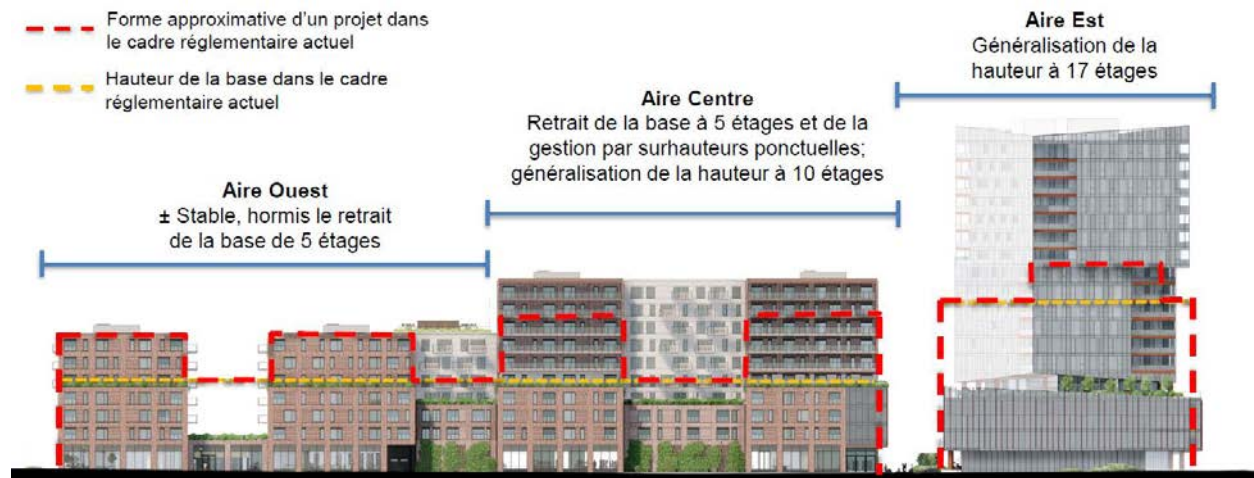 Forme approximative d'un projet dans
le cadre réglementaire actuel
Hauteur de la base dans le cadre
réglementaire actuel
Aire Ouest
± Stable, hormis le retrait
de la base de 5 étages
Aire Centre
Retrait de la base à 5 étages et de la
gestion par surhauteurs ponctuelles;
généralisation de la hauteur à 10 étages
Aire Est
Généralisation de la
hauteur à 17 étages